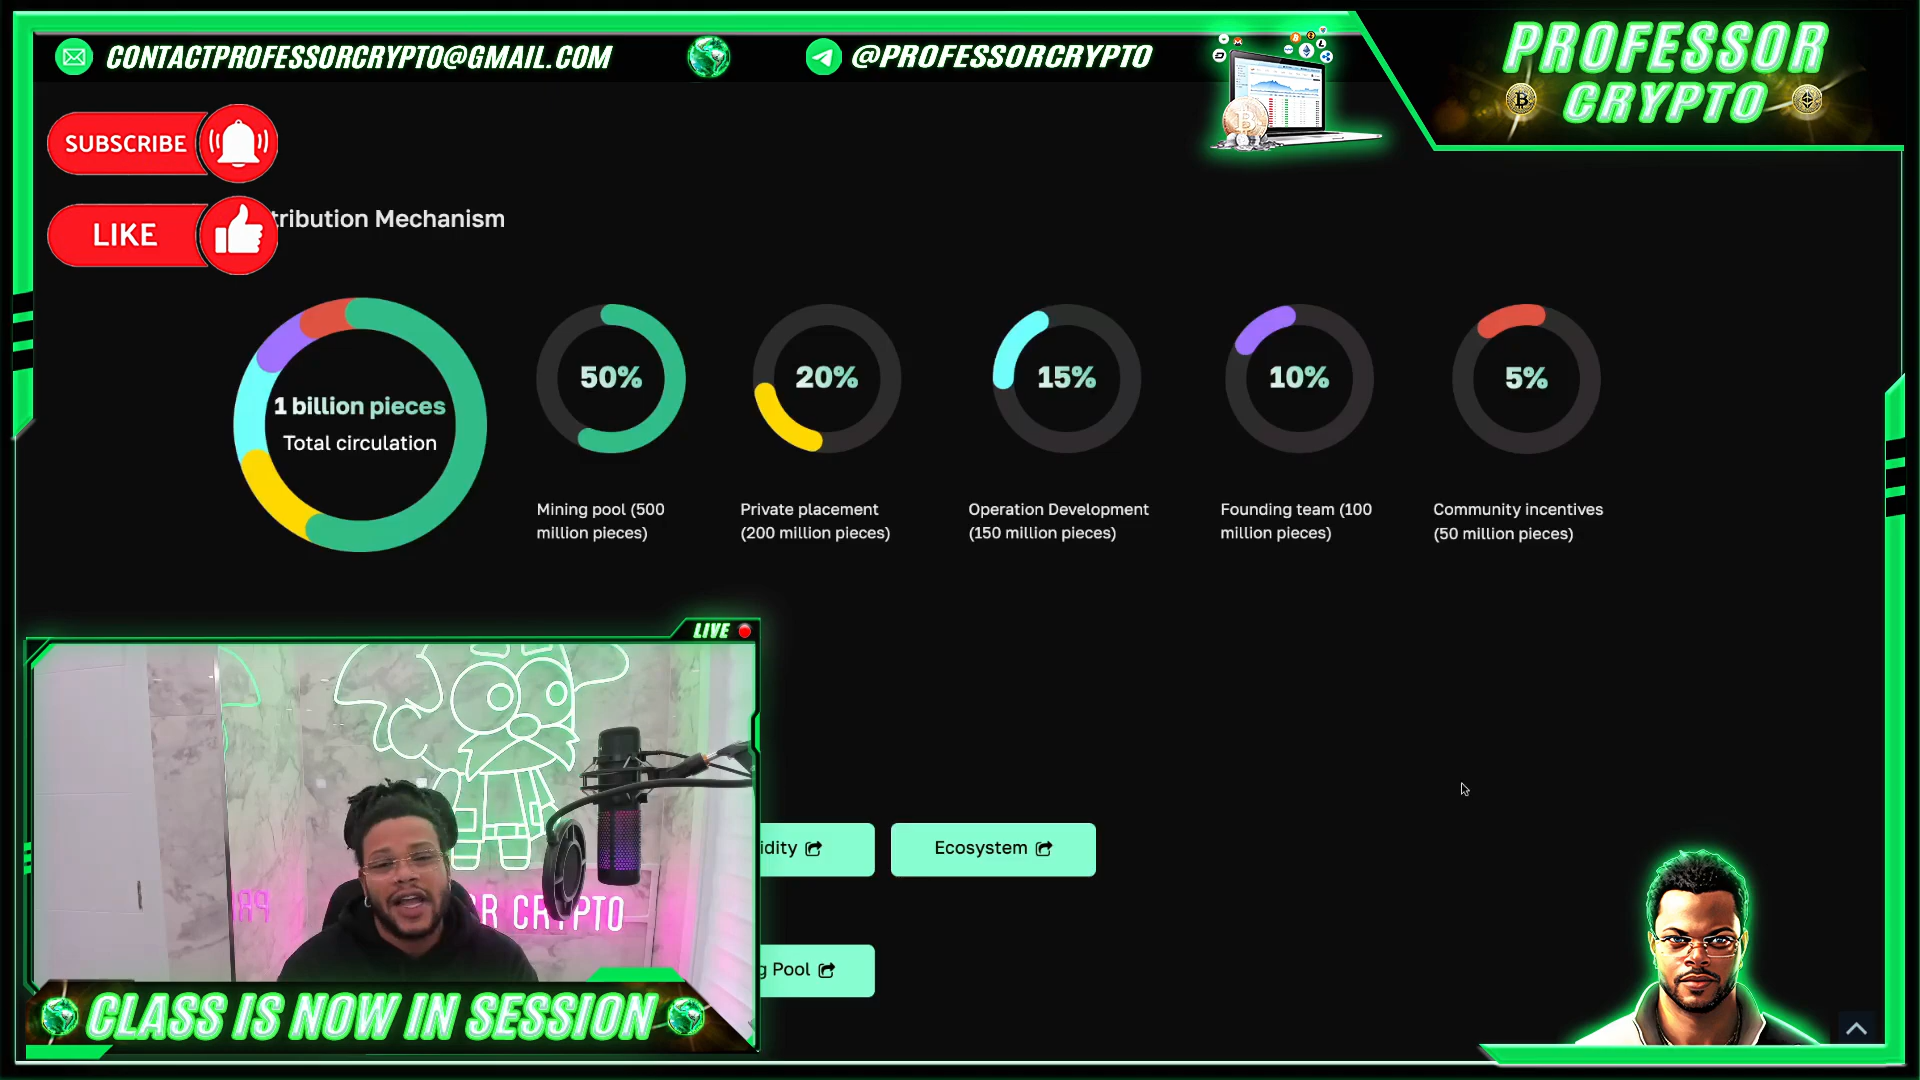 CONTACTPROFESSORCRYPTO@GMAIL.COM
@PROFESSORCRYPTO
PROFESSOR
CRYPTO
SUBSCRIBE
LIKE
tribution Mechanism
1 billion pieces
Total circulation
50%
20%
15%
10%
5%
Mining pool (500
million pieces)
Private placement
(200 million pieces)
Operation Development
(150 million pieces)
Founding team (100
million pieces)
Community incentives
(50 million pieces)
LIVE
idity
Ecosystem
R CRYPTO
g Pool
CLASS IS NOW IN SESSION